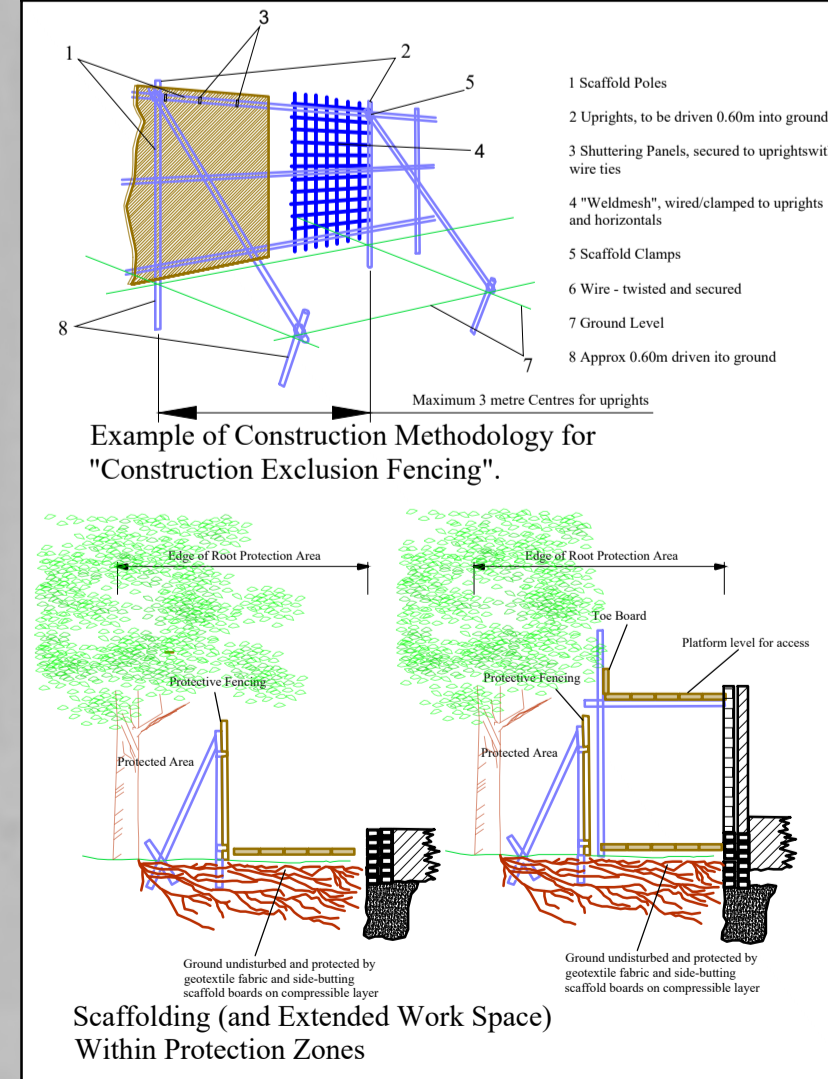 3
1
2
5
4
8
7
1 Scaffold Poles
2 Uprights, to be driven 0.60m into ground
3 Shuttering Panels, secured to uprightswit
wire ties
4 "Weldmesh", wired/clamped to uprights
and horizontals
5 Scaffold Clamps
6 Wire - twisted and secured
7 Ground Level
8 Approx 0.60m driven ito ground
Maximum 3 metre Centres for uprights
Example of Construction Methodology for
"Construction Exclusion Fencing".
Edge of Root Protection Area
Protective Fencing
Protected Area
Ground undisturbed and protected by
geotextile fabric and side-butting
scaffold boards on compressible layer
Edge of Root Protection Area
Toe Board
Platform level for access
Protective Fencing
Protected Area
Ground undisturbed and protected by
geotextile fabric and side-butting
scaffold boards on compressible layer
Scaffolding (and Extended Work Space)
Within Protection Zones